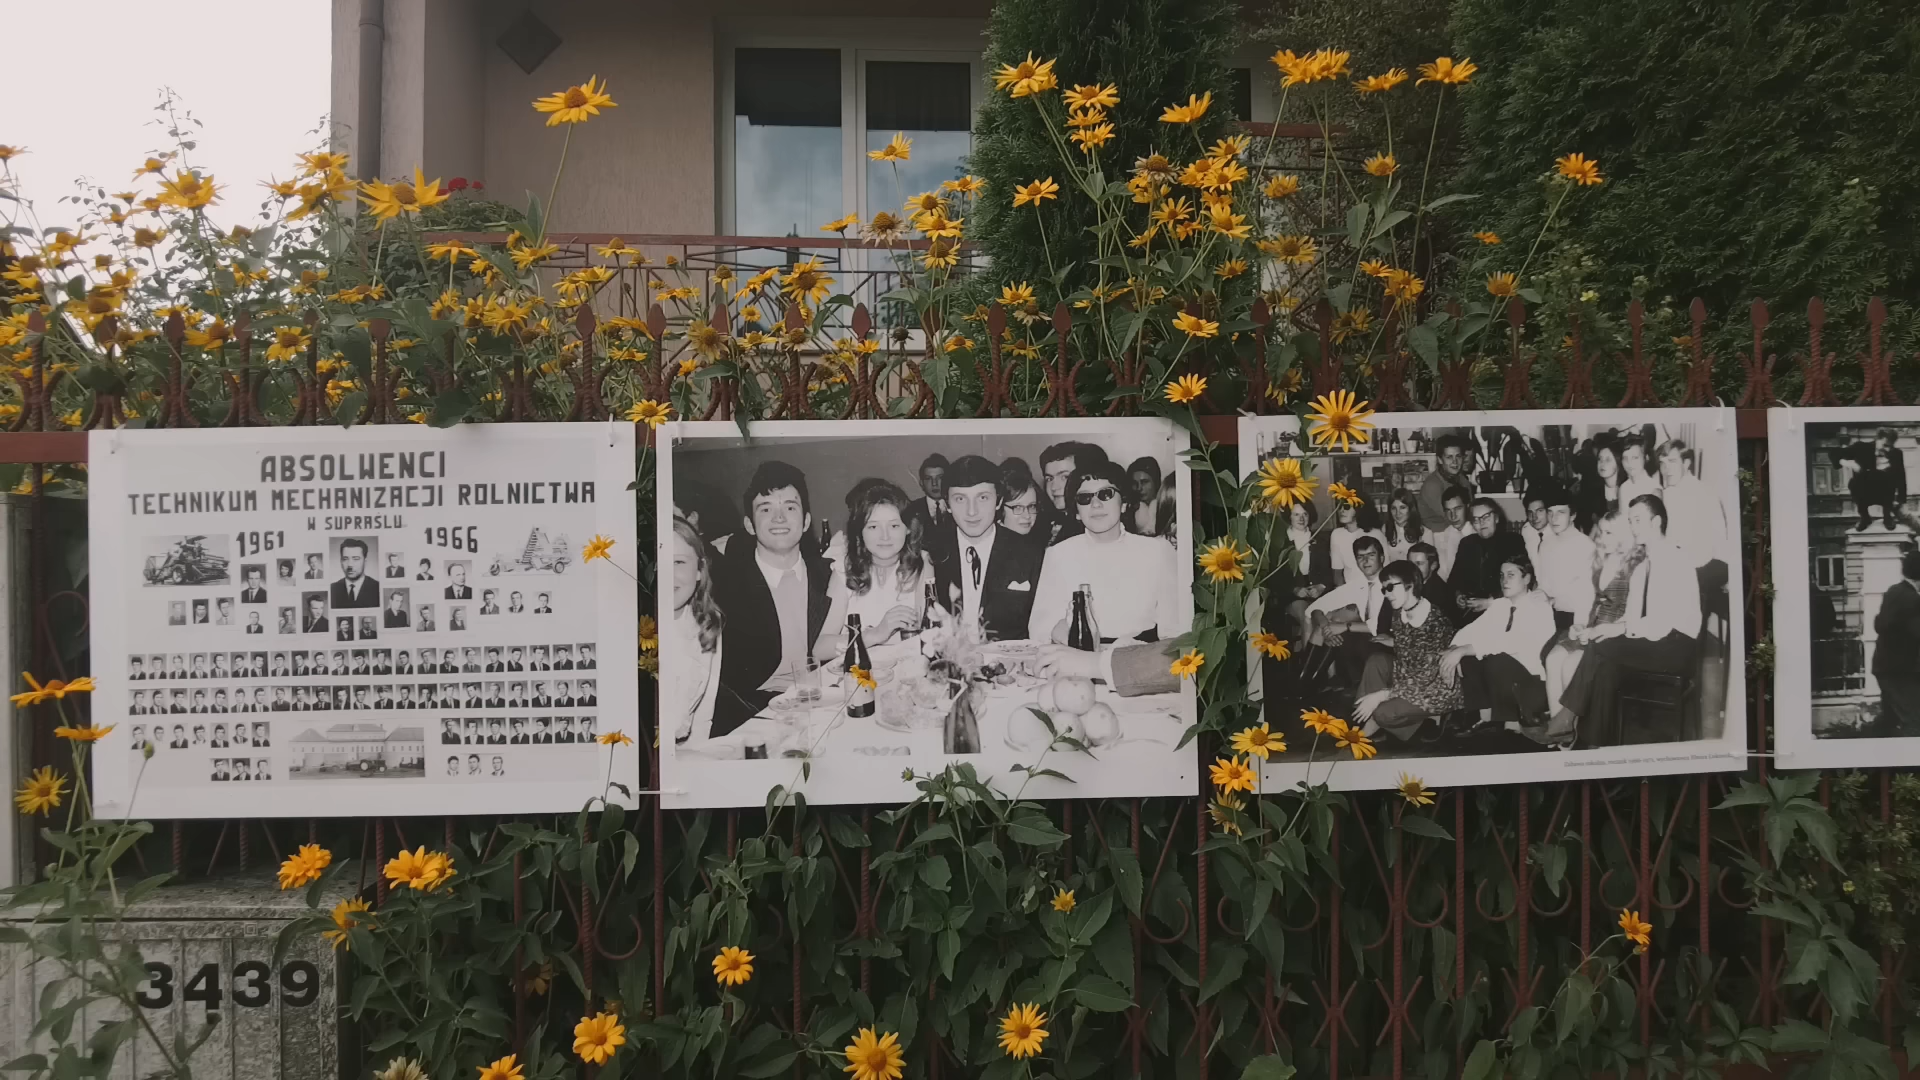 ABSOLWENCI
TECHNIKUM MECHANIZACJI ROLNICTWA
W SUPRAŚLU
1961 1966
3439